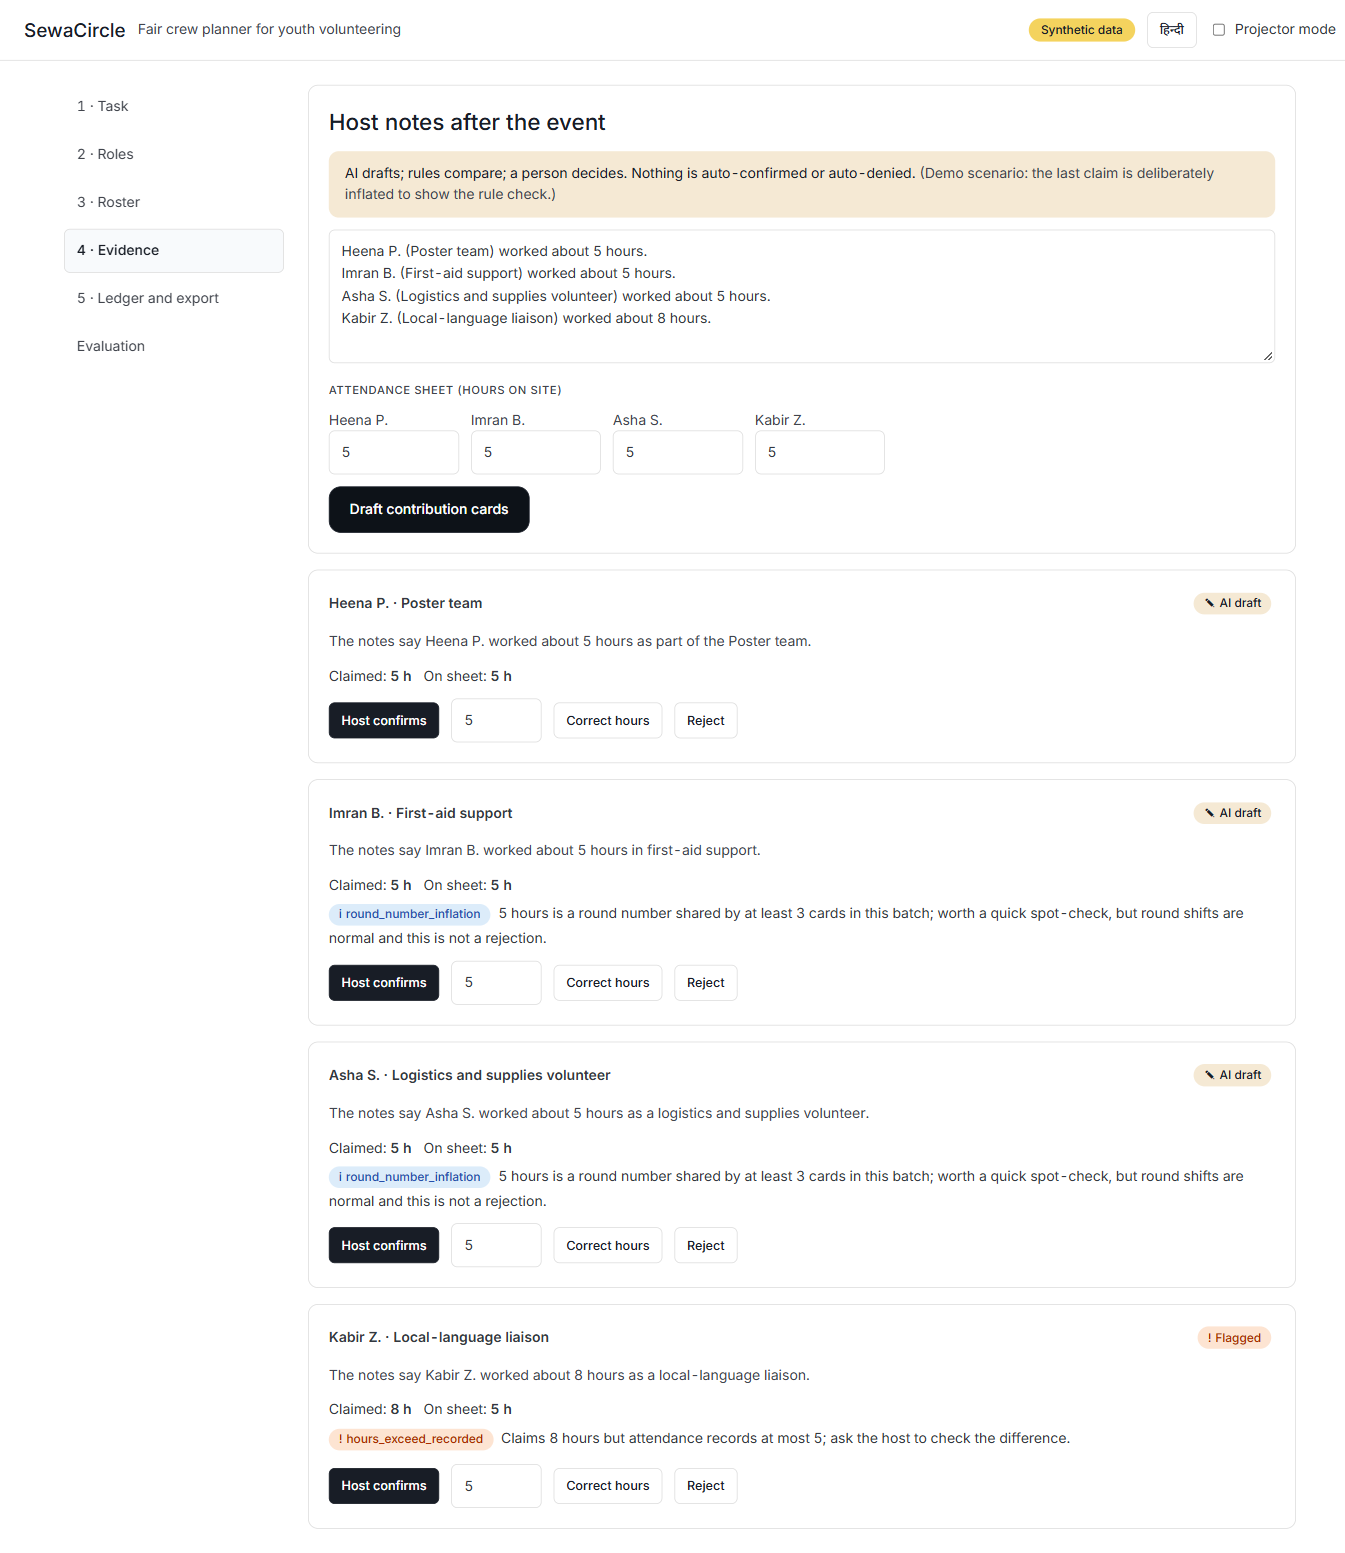 SewaCircle Fair crew planner for youth volunteering
Synthetic data
हिन्दी
Projector mode
1 · Task
2 · Roles
3 · Roster
4 · Evidence
5 · Ledger and export
Evaluation
Host notes after the event
AI drafts; rules compare; a person decides. Nothing is auto-confirmed or auto-denied. (Demo scenario: the last claim is deliberately
inflated to show the rule check.)
Heena P. (Poster team) worked about 5 hours.
Imran B. (First-aid support) worked about 5 hours.
Asha S. (Logistics and supplies volunteer) worked about 5 hours.
Kabir Z. (Local-language liaison) worked about 8 hours.
ATTENDANCE SHEET (HOURS ON SITE)
Heena P. Imran B. Asha S. Kabir Z.
5 5 5 5
Draft contribution cards
Heena P. · Poster team
AI draft
The notes say Heena P. worked about 5 hours as part of the Poster team.
Claimed: 5 h On sheet: 5 h
Host confirms 5 Correct hours Reject
Imran B. · First-aid support
AI draft
The notes say Imran B. worked about 5 hours in first-aid support.
Claimed: 5 h On sheet: 5 h
i round_number_inflation 5 hours is a round number shared by at least 3 cards in this batch; worth a quick spot-check, but round shifts are
normal and this is not a rejection.
Host confirms 5 Correct hours Reject
Asha S. · Logistics and supplies volunteer
AI draft
The notes say Asha S. worked about 5 hours as a logistics and supplies volunteer.
Claimed: 5 h On sheet: 5 h
i round_number_inflation 5 hours is a round number shared by at least 3 cards in this batch; worth a quick spot-check, but round shifts are
normal and this is not a rejection.
Host confirms 5 Correct hours Reject
Kabir Z. · Local-language liaison
! Flagged
The notes say Kabir Z. worked about 8 hours as a local-language liaison.
Claimed: 8 h On sheet: 5 h
! hours_exceed_recorded Claims 8 hours but attendance records at most 5; ask the host to check the difference.
Host confirms 5 Correct hours Reject